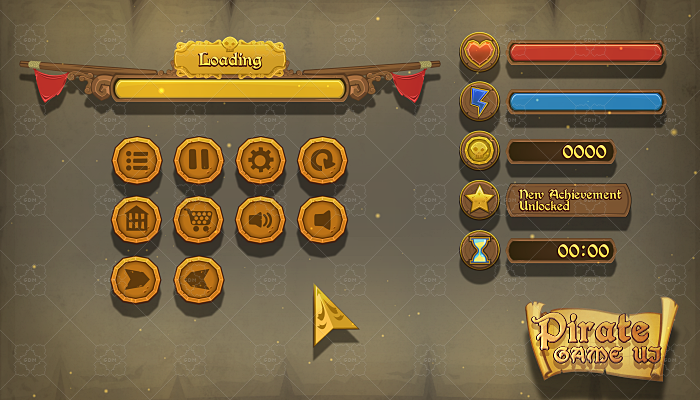 Loading
0000
New Achievement
Unlocked
00:00
Pirate
GAME UI